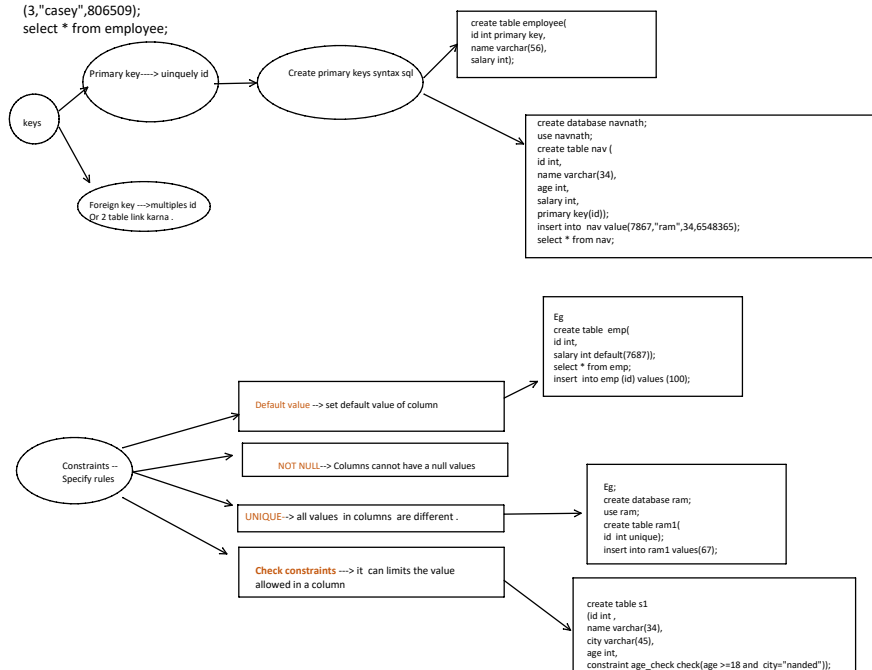 (3,"casey",806509);
select * from employee;
create table employee(
id int primary key,
name varchar(56),
salary int);
Primary key----> uinquely id
Create primary keys syntax sql
keys
create database navnath;
use navnath;
create table nav (
id int,
name varchar(34),
age int,
salary int,
primary key(id));
insert into nav value(7867,"ram",34,6548365);
select * from nav;
Foreign key --->multiples id
Or 2 table link karna .
Eg
create table emp(
id int,
salary int default(7687));
select * from emp;
insert into emp (id) values (100);
Default value --> set default value of column
Constraints --
Specify rules
NOT NULL--> Columns cannot have a null values
UNIQUE--> all values in columns are different .
Eg;
create database ram;
use ram;
create table ram1(
id int unique);
insert into ram1 values(67);
Check constraints ---> it can limits the value
allowed in a column
create table s1
(id int ,
name varchar(34),
city varchar(45),
age int,
constraint age_check check(age >=18 and city="nanded"));